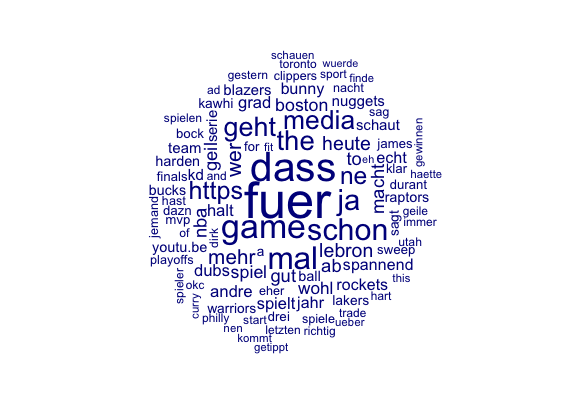 schauen
toronto wuerde
gestern clippers sport finde
ad blazers bunny nacht
kawhi grad boston nuggets
spielen . geilserie geht media sag
bock the schaut gewinnen
team wer for fit heute james
harden and dass to eh echt
finals kd ne macht klar haette
bucks https fuer ja durant
hast raptors
jemand dazn halt game schon sagt geile
mvp nba immer
of dirk utah
youtu.be mehr a mal lebron sweep
playoffs dubs spiel gut ball ab spannend this
spieler okc eher wohl rockets
andre jahr lakers hart
curry warriors spielt trade
philly start drei spiele ueber
nen letzten richtig
kommt
getippt